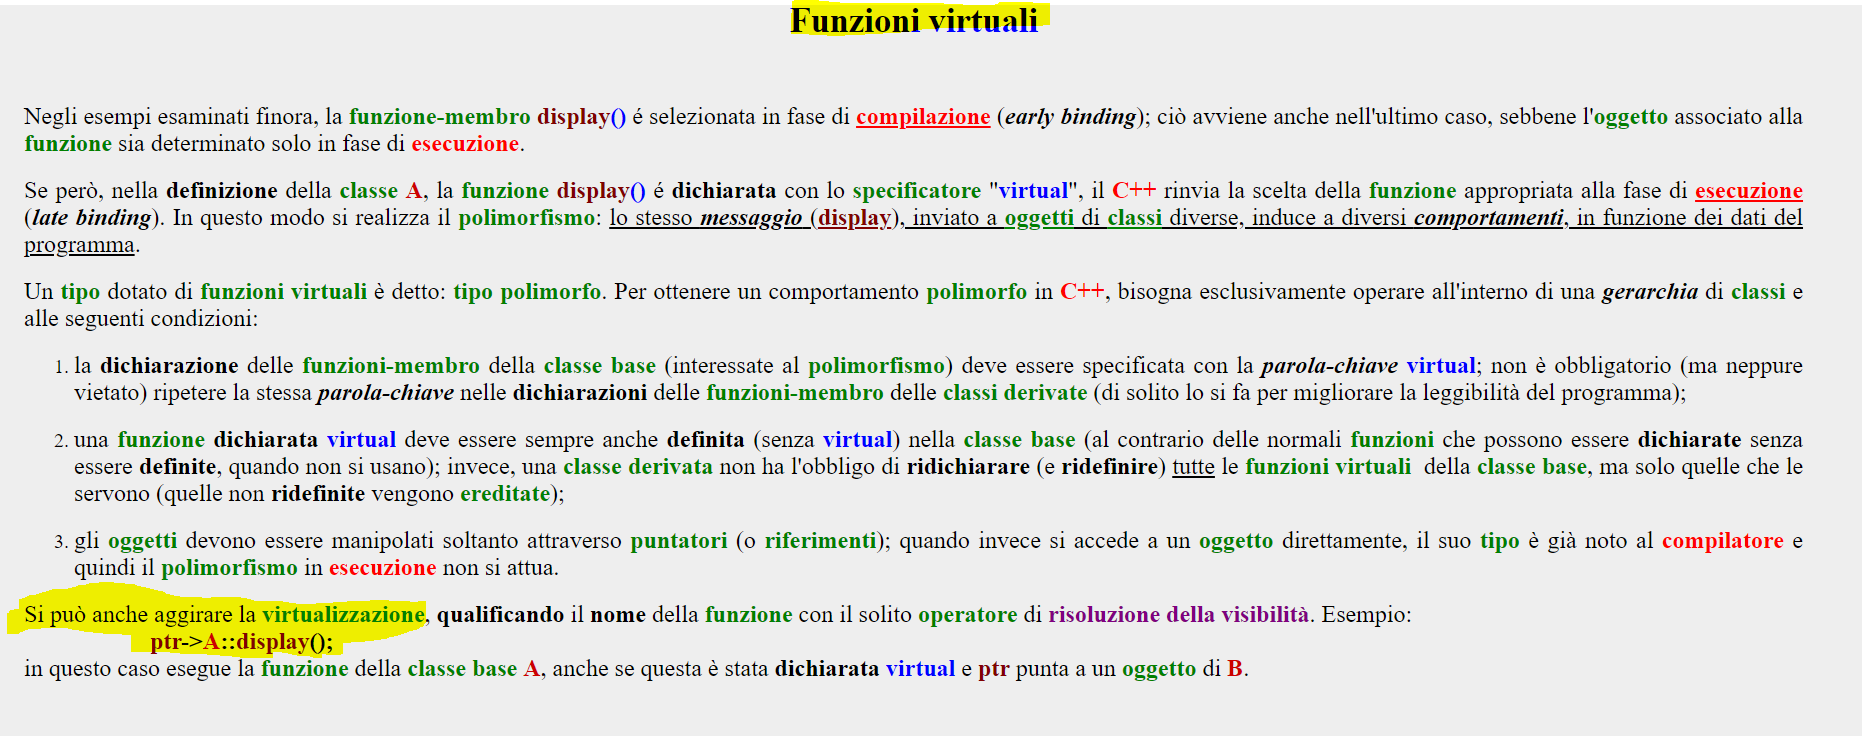 Funzioni virtuali
Negli esempi esaminati finora, la funzione-membro display() é selezionata in fase di compilazione (early binding); ciò avviene anche nell'ultimo caso, sebbene l'oggetto associato alla
funzione sia determinato solo in fase di esecuzione.
Se però, nella definizione della classe A, la funzione display() é dichiarata con lo specificatore "virtual", il C++ rinvia la scelta della funzione appropriata alla fase di esecuzione
(late binding). In questo modo si realizza il polimorfismo: lo stesso messaggio (display), inviato a oggetti di classi diverse, induce a diversi comportamenti, in funzione dei dati del
programma.
Un tipo dotato di funzioni virtuali è detto: tipo polimorfo. Per ottenere un comportamento polimorfo in C++, bisogna esclusivamente operare all'interno di una gerarchia di classi e
alle seguenti condizioni:
1. la dichiarazione delle funzioni-membro della classe base (interessate al polimorfismo) deve essere specificata con la parola-chiave virtual; non è obbligatorio (ma neppure
vietato) ripetere la stessa parola-chiave nelle dichiarazioni delle funzioni-membro delle classi derivate (di solito lo si fa per migliorare la leggibilità del programma);
2. una funzione dichiarata virtual deve essere sempre anche definita (senza virtual) nella classe base (al contrario delle normali funzioni che possono essere dichiarate senza
essere definite, quando non si usano); invece, una classe derivata non ha l'obbligo di ridichiarare (e ridefinire) tutte le funzioni virtuali della classe base, ma solo quelle che le
servono (quelle non ridefinite vengono ereditate);
3. gli oggetti devono essere manipolati soltanto attraverso puntatori (o riferimenti); quando invece si accede a un oggetto direttamente, il suo tipo è già noto al compilatore e
quindi il polimorfismo in esecuzione non si attua.
Si può anche aggirare la virtualizzazione, qualificando il nome della funzione con il solito operatore di risoluzione della visibilità. Esempio:
ptr->A::display();
in questo caso esegue la funzione della classe base A, anche se questa è stata dichiarata virtual e ptr punta a un oggetto di B.